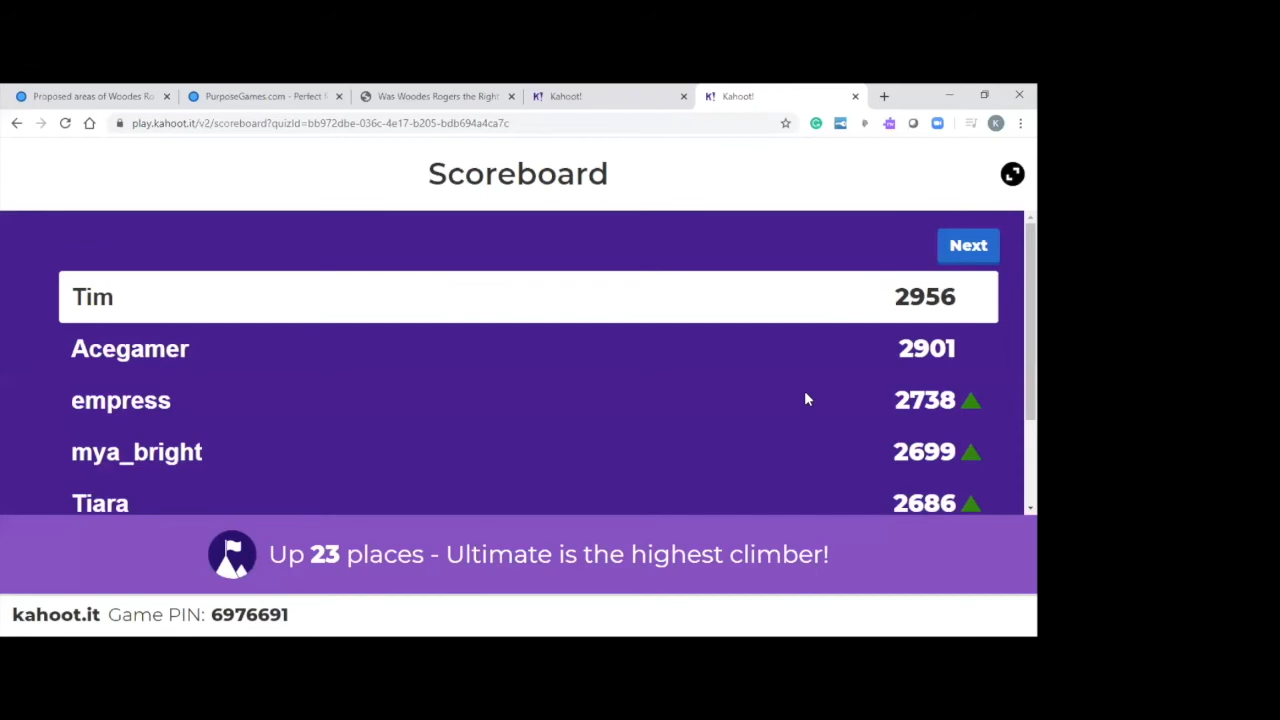 Proposed areas of Woodes Ro
PurposeGames.com - Perfect F
Was Woodes Rogers the Right
K! Kahoot!
K! Kahoot!
play.kahoot.it/v2/scoreboard?quizId=bb972dbe-036c-4e17-b205-bdb694a4ca7c
Scoreboard
Next
Tim 2956
Acegamer 2901
empress 2738
mya_bright 2699
Tiara 2686
Up 23 places - Ultimate is the highest climber!
kahoot.it Game PIN: 6976691